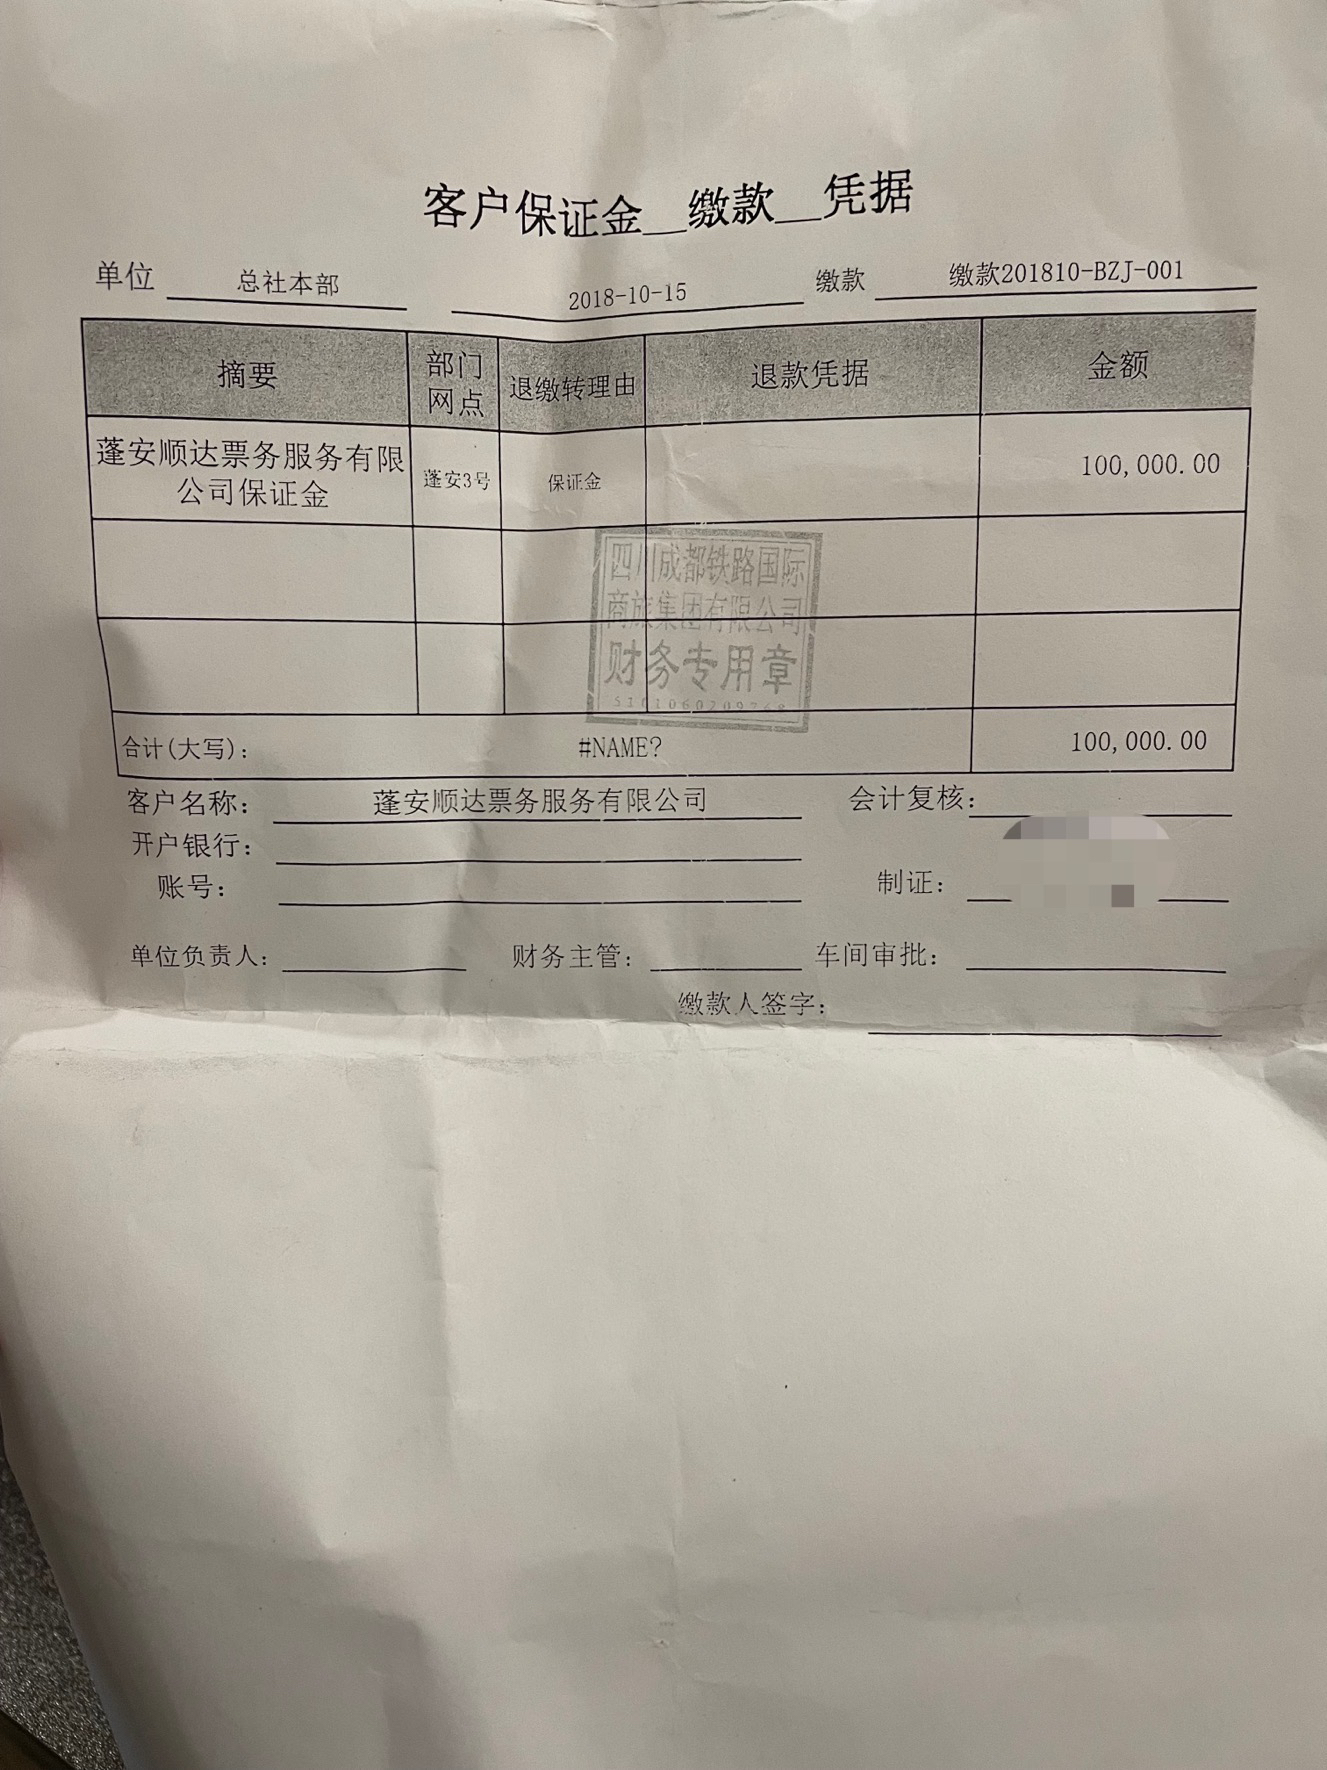 客户保证金__缴款__凭据
单位 总社本部 2018-10-15 缴款 缴款201810-BZJ-001
摘要 部门网点 退缴转理由 退款凭据 金额
蓬安顺达票务服务有限
公司保证金
蓬安3号 保证金 100,000.00
四川成都铁路国际
商旅集团有限公司
财务专用章
合计(大写): #NAME? 100,000.00
客户名称: 蓬安顺达票务服务有限公司 会计复核:
开户银行:
账号: 制证:
单位负责人: 财务主管: 车间审批:
缴款人签字: